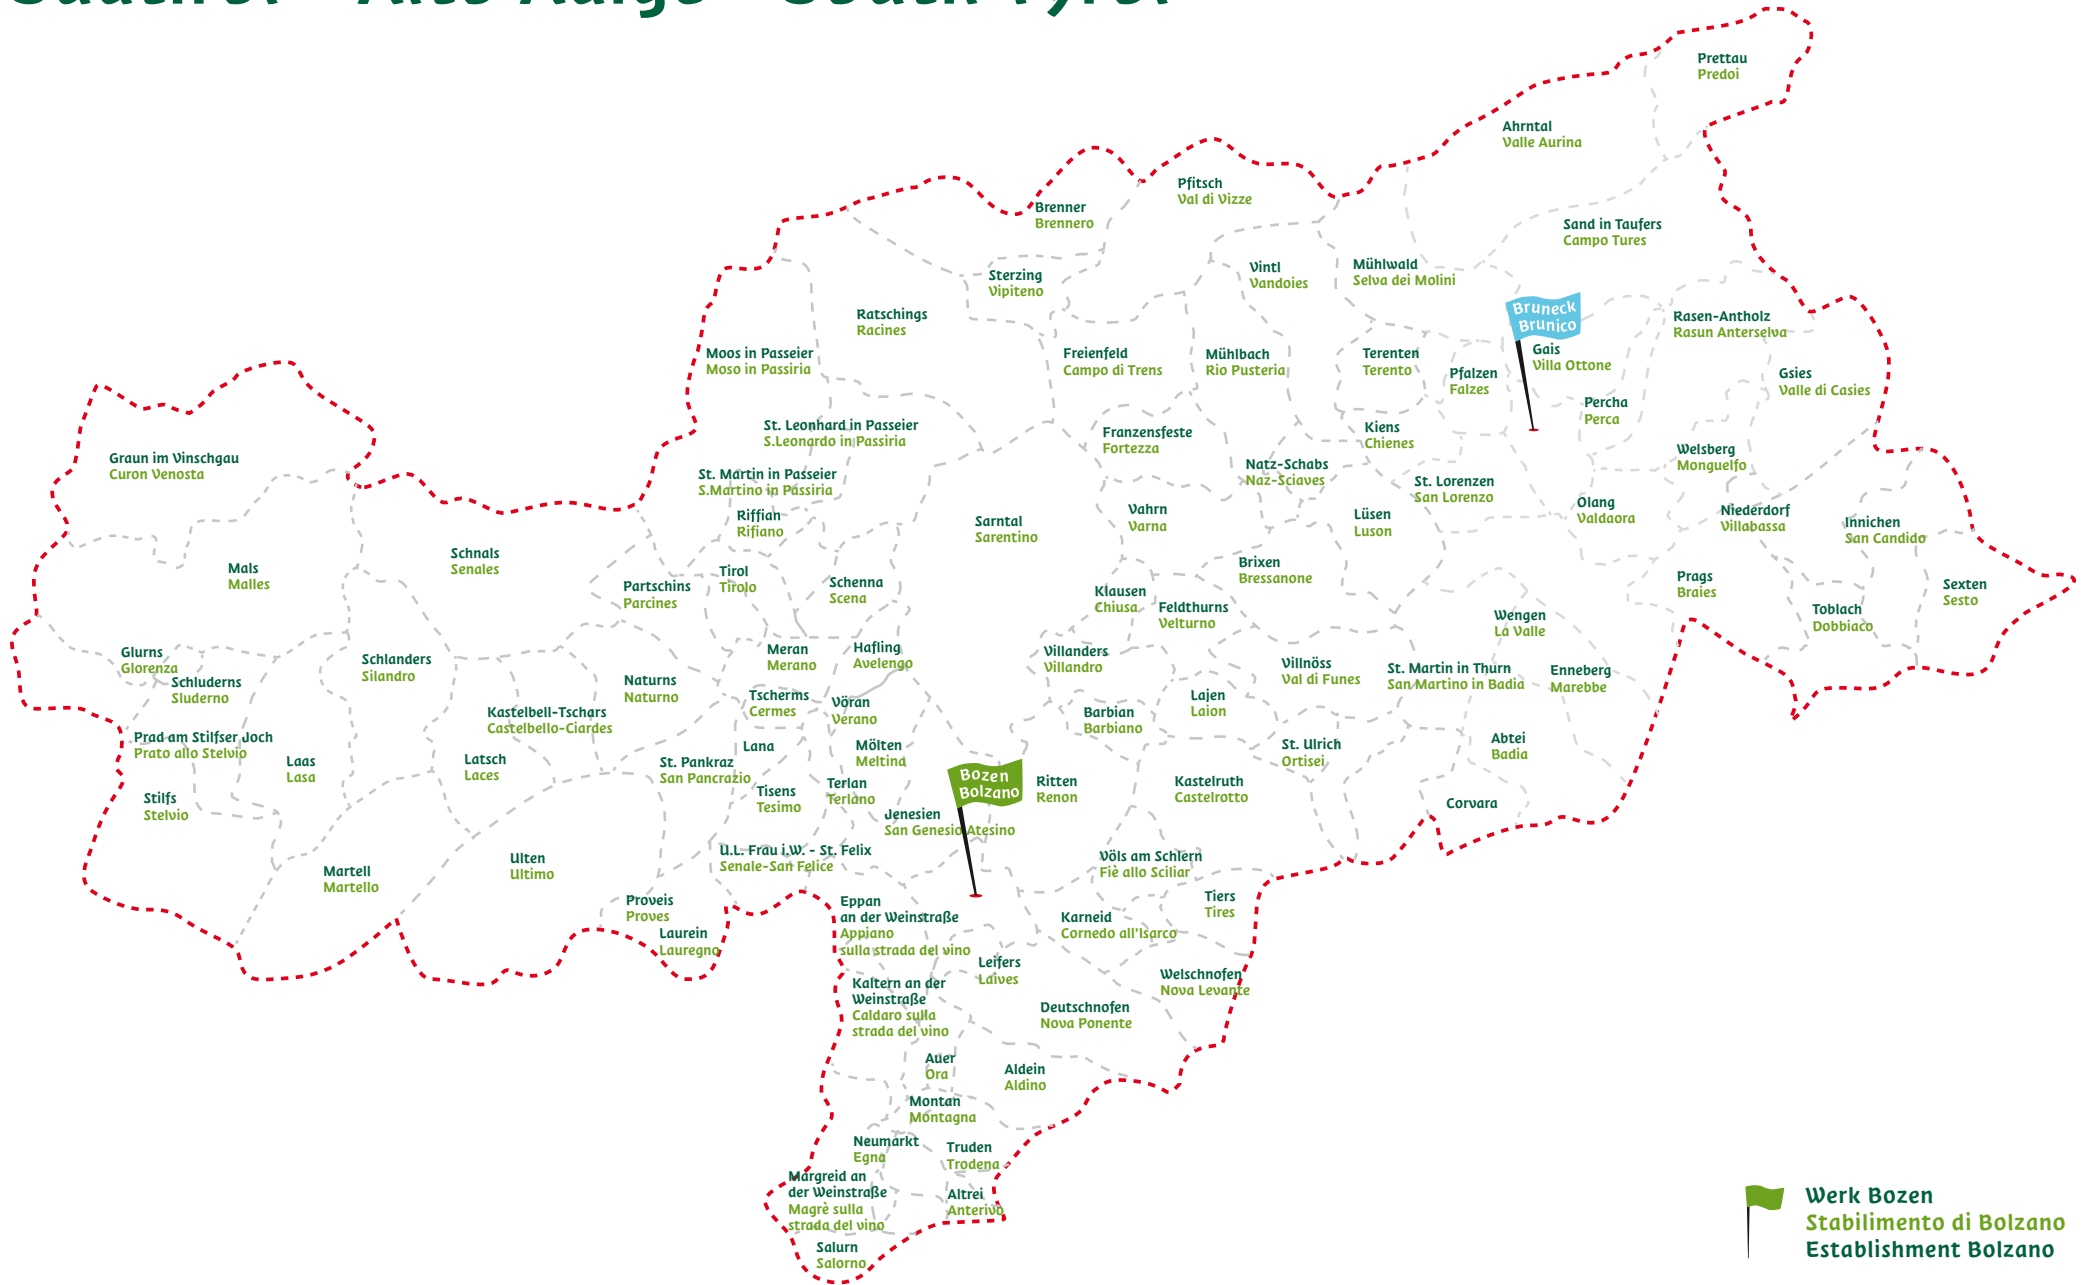 Südtirol - Alto Adige - South Tyrol
Prettau
Predoi
Ahrntal
Valle Aurina
Pfitsch
Val di Vizze
Brenner
Brennero
Sand in Taufers
Campo Tures
Sterzing
Vipiteno
Vintl
Vandoies
Mühlwald
Selva dei Molini
Bruneck
Brunico
Ratschings
Racines
Rasen-Antholz
Rasun Anterselva
Moos in Passeier
Moso in Passiria
Freienfeld
Campo di Trens
Mühlbach
Rio Pusteria
Terenten
Terento
Gais
Villa Ottone
Pfalzen
Falzes
Gsies
Valle di Casies
Percha
Perca
St. Leonhard in Passeier
S.Leonardo in Passiria
Franzensfeste
Fortezza
Kiens
Chienes
Graun im Vinschgau
Curon Venosta
Welsberg
Monguelfo
St. Martin in Passeier
S.Martino in Passiria
Natz-Schabs
Naz-Sciaves
St. Lorenzen
San Lorenzo
Riffian
Rifiano
Sarntal
Sarentino
Vahrn
Varna
Lüsen
Luson
Olang
Valdaora
Niederdorf
Villabassa
Innichen
San Candido
Schnals
Senales
Mals
Malles
Partschins
Parcines
Tirol
Tirolo
Schenna
Scena
Brixen
Bressanone
Klausen
Chiusa
Feldthurns
Velturno
Prags
Braies
Sexten
Sesto
Toblach
Dobbiaco
Wengen
La Valle
Glurns
Glorenza
Schluderns
Sluderno
Schlanders
Silandro
Meran
Merano
Hafling
Avelengo
Villanders
Villandro
Villnöss
Val di Funes
St. Martin in Thurn
San Martino in Badia
Enneberg
Marebbe
Naturns
Naturno
Tscherms
Cermes
Vöran
Verano
Lajen
Laion
Kastelbell-Tschars
Castelbello-Ciardes
Barbian
Barbiano
Prad am Stilfser Joch
Prato allo Stelvio
Laas
Lasa
Latsch
Laces
Lana
Mölten
Meltina
St. Ulrich
Ortisei
Abtei
Badia
St. Pankraz
San Pancrazio
Bozen
Bolzano
Ritten
Renon
Kastelruth
Castelrotto
Tisens
Tesimo
Terlan
Terlano
Stilfs
Stelvio
Corvara
Jenesien
San Genesio Atesino
U.L. Frau i.W. - St. Felix
Senale-San Felice
Ulten
Ultimo
Martell
Martello
Völs am Schlern
Fiè allo Sciliar
Proveis
Proves
Tiers
Tires
Eppan
an der Weinstraße
Appiano
sulla strada del vino
Karneid
Cornedo all'Isarco
Laurein
Lauregno
Leifers
Laives
Welschnofen
Nova Levante
Kaltern an der
Weinstraße
Caldaro sulla
strada del vino
Deutschnofen
Nova Ponente
Auer
Ora
Aldein
Aldino
Montan
Montagna
Neumarkt
Egna
Truden
Trodena
Margreid an
der Weinstraße
Magrè sulla
strada del vino
Altrei
Anterivo
Salurn
Salorno
Werk Bozen
Stabilimento di Bolzano
Establishment Bolzano